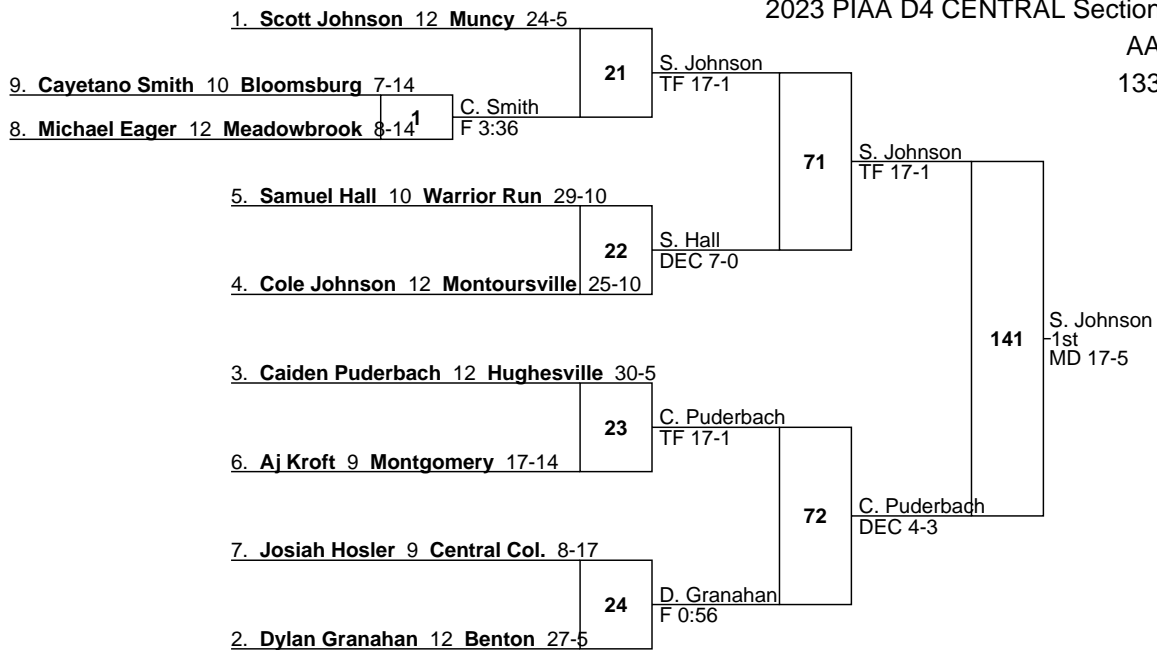 2023 PIAA D4 CENTRAL Section
AA
133
1. Scott Johnson 12 Muncy 24-5
21
S. Johnson
TF 17-1
9. Cayetano Smith 10 Bloomsburg 7-14
1
C. Smith
F 3:36
8. Michael Eager 12 Meadowbrook 8-14
71
S. Johnson
TF 17-1
5. Samuel Hall 10 Warrior Run 29-10
22
S. Hall
DEC 7-0
4. Cole Johnson 12 Montoursville 25-10
141
S. Johnson
1st
MD 17-5
3. Caiden Puderbach 12 Hughesville 30-5
23
C. Puderbach
TF 17-1
6. Aj Kroft 9 Montgomery 17-14
72
C. Puderbach
DEC 4-3
7. Josiah Hosler 9 Central Col. 8-17
24
D. Granahan
F 0:56
2. Dylan Granahan 12 Benton 27-5